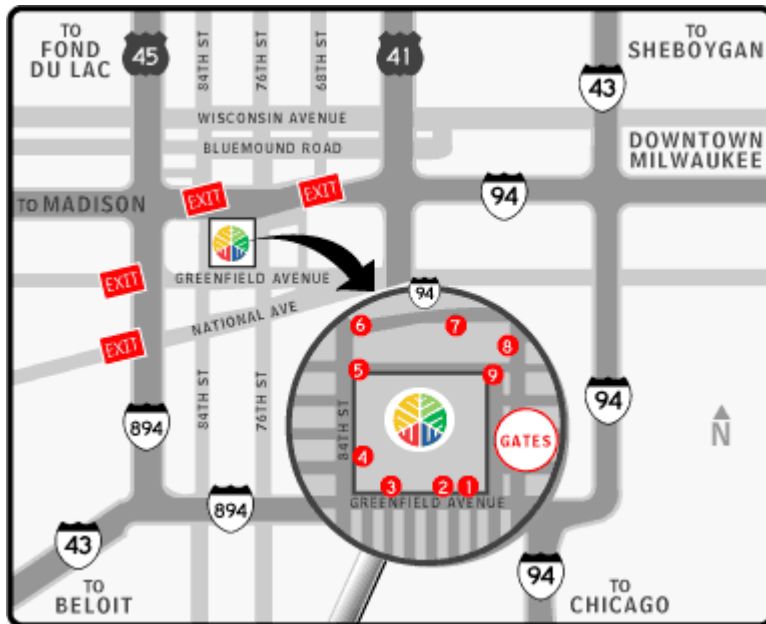 TO
FOND
DU LAC
45
84TH ST
76TH ST
68TH ST
41
TO
SHEBOYGAN
43
WISCONSIN AVENUE
BLUEMOUND ROAD
DOWNTOWN
MILWAUKEE
TO MADISON
EXIT
EXIT
94
EXIT
GREENFIELD AVENUE
NATIONAL AVE
EXIT
94
6
7
8
5
9
84TH ST
76TH ST
84TH ST
GATES
94
N
894
4
3
2
1
GREENFIELD AVENUE
894
43
94
TO
BELOIT
TO
CHICAGO